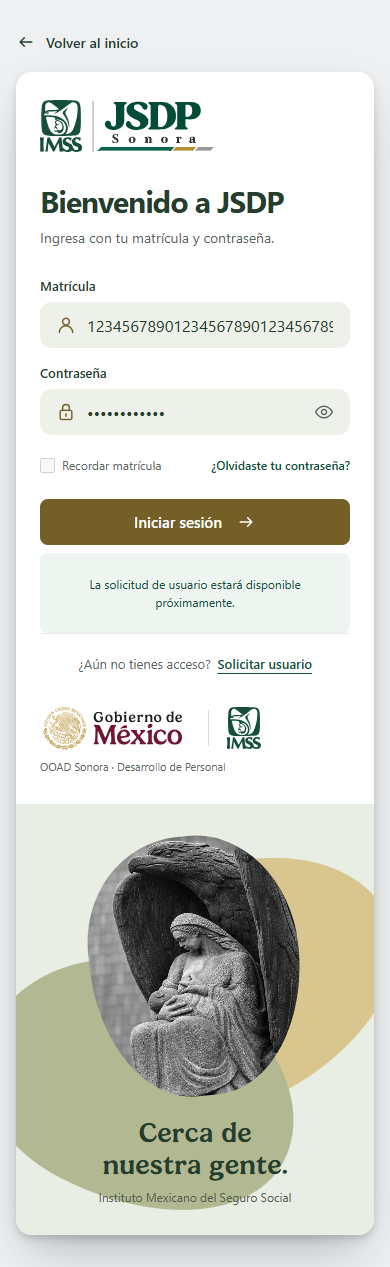 Volver al inicio
IMSS
JSDP
Sonora
Bienvenido a JSDP
Ingresa con tu matrícula y contraseña.
Matrícula
12345678901234567890123456789
Contraseña
••••••••••••
Recordar matrícula
¿Olvidaste tu contraseña?
Iniciar sesión
La solicitud de usuario estará disponible
próximamente.
¿Aún no tienes acceso? Solicitar usuario
Gobierno de
México
IMSS
OOAD Sonora · Desarrollo de Personal
Cerca de
nuestra gente.
Instituto Mexicano del Seguro Social